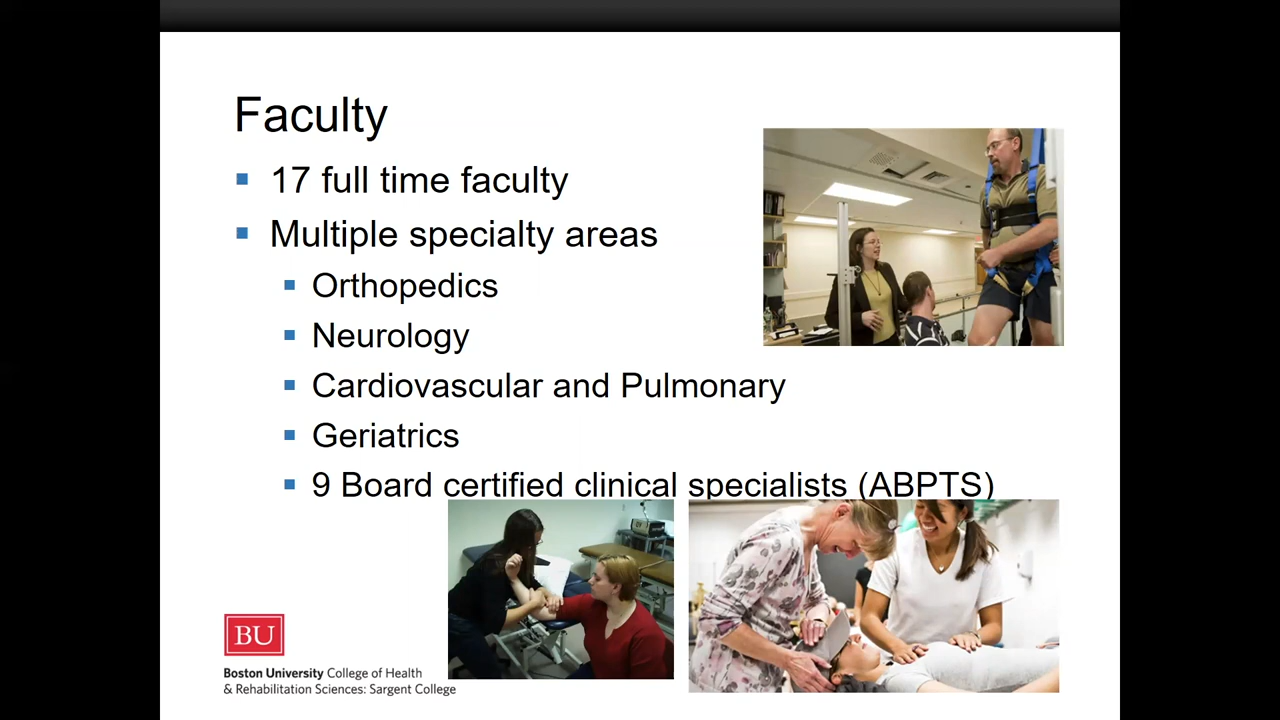 Faculty
17 full time faculty
Multiple specialty areas
Orthopedics
Neurology
Cardiovascular and Pulmonary
Geriatrics
9 Board certified clinical specialists (ABPTS)
BU
Boston University College of Health
& Rehabilitation Sciences: Sargent College